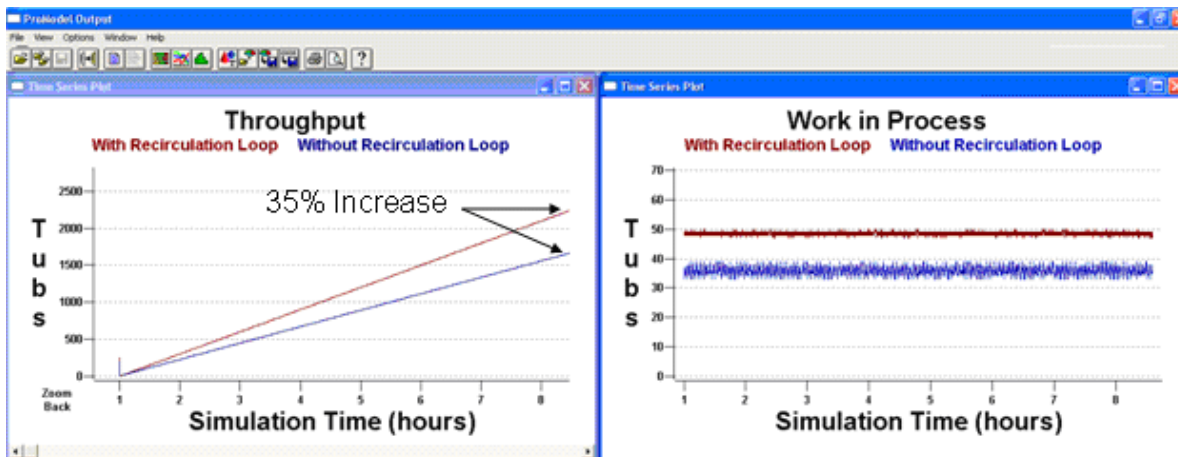 ProModel Output
File View Options Window Help
Time Series Plot
Throughput
With Recirculation Loop Without Recirculation Loop
35% Increase
2500
2000
1500
1000
500
0
Tubs
1 2 3 4 5 6 7 8
Zoom Back
Simulation Time (hours)
Time Series Plot
Work in Process
With Recirculation Loop Without Recirculation Loop
70
60
50
40
30
20
10
0
Tubs
1 2 3 4 5 6 7 8
Simulation Time (hours)